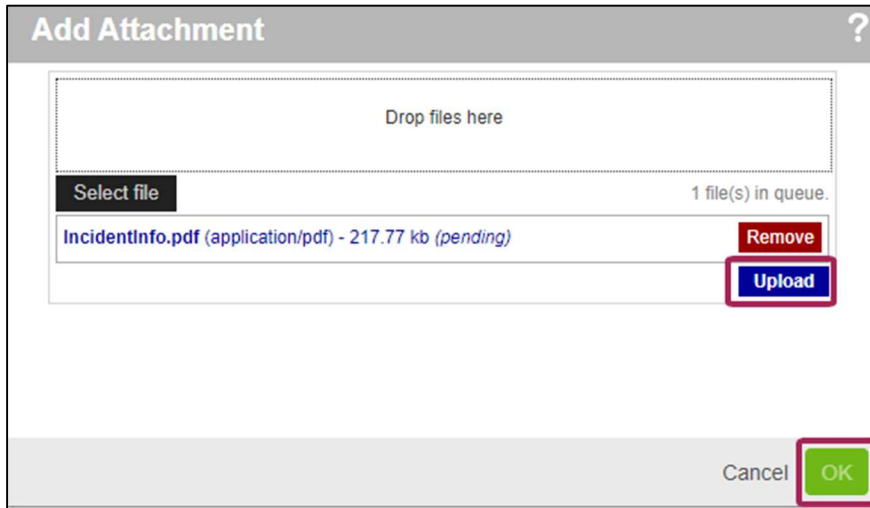 Add Attachment ?
Drop files here
Select file 1 file(s) in queue.
IncidentInfo.pdf (application/pdf) - 217.77 kb (pending) Remove
Upload
Cancel OK